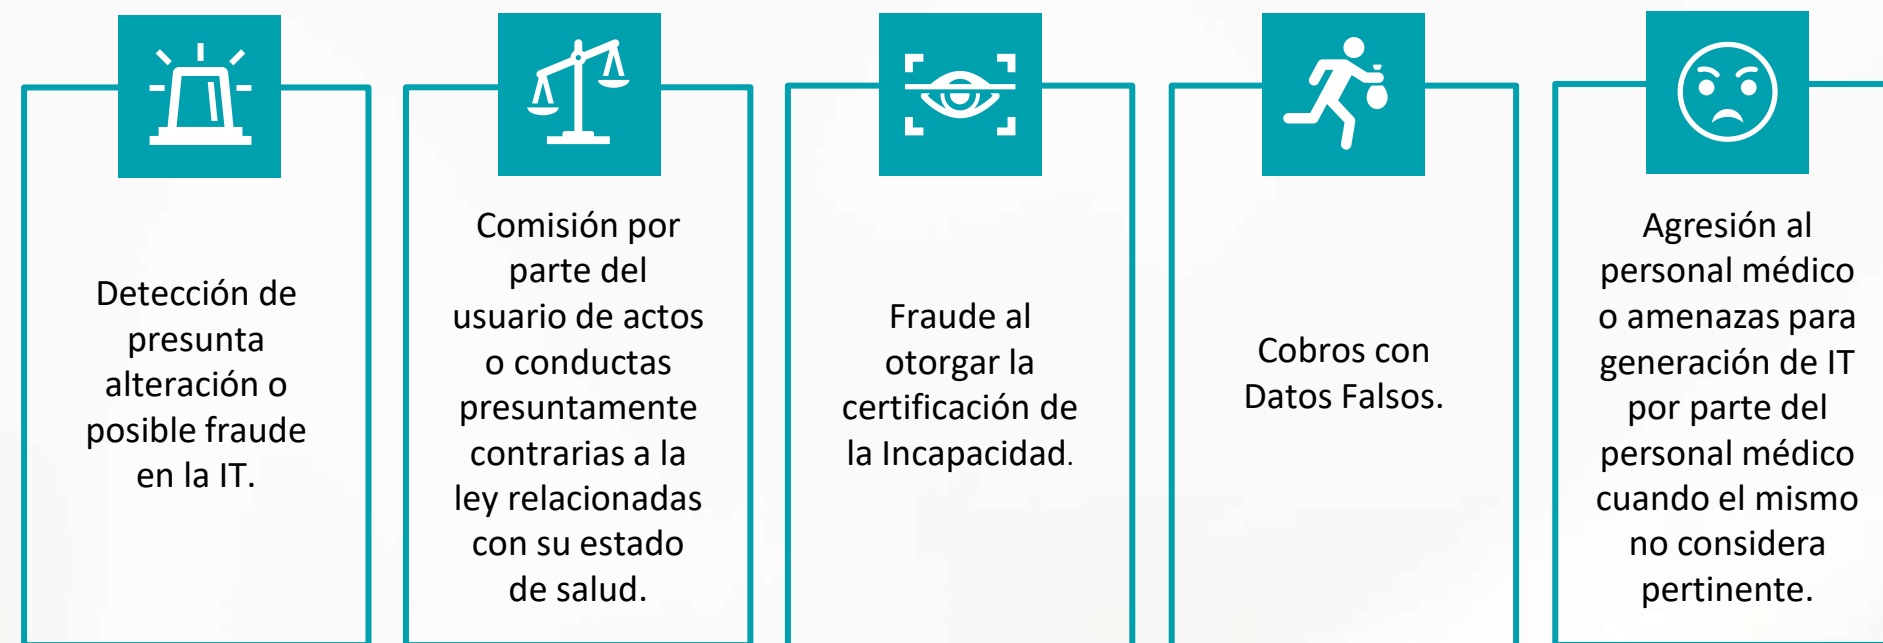 Detección de
presunta
alteración o
posible fraude
en la IT.
Comisión por
parte del
usuario de actos
o conductas
presuntamente
contrarias a la
ley relacionadas
con su estado
de salud.
Fraude al
otorgar la
certificación de
la Incapacidad.
Cobros con
Datos Falsos.
Agresión al
personal médico
o amenazas para
generación de IT
por parte del
personal médico
cuando el mismo
no considera
pertinente.